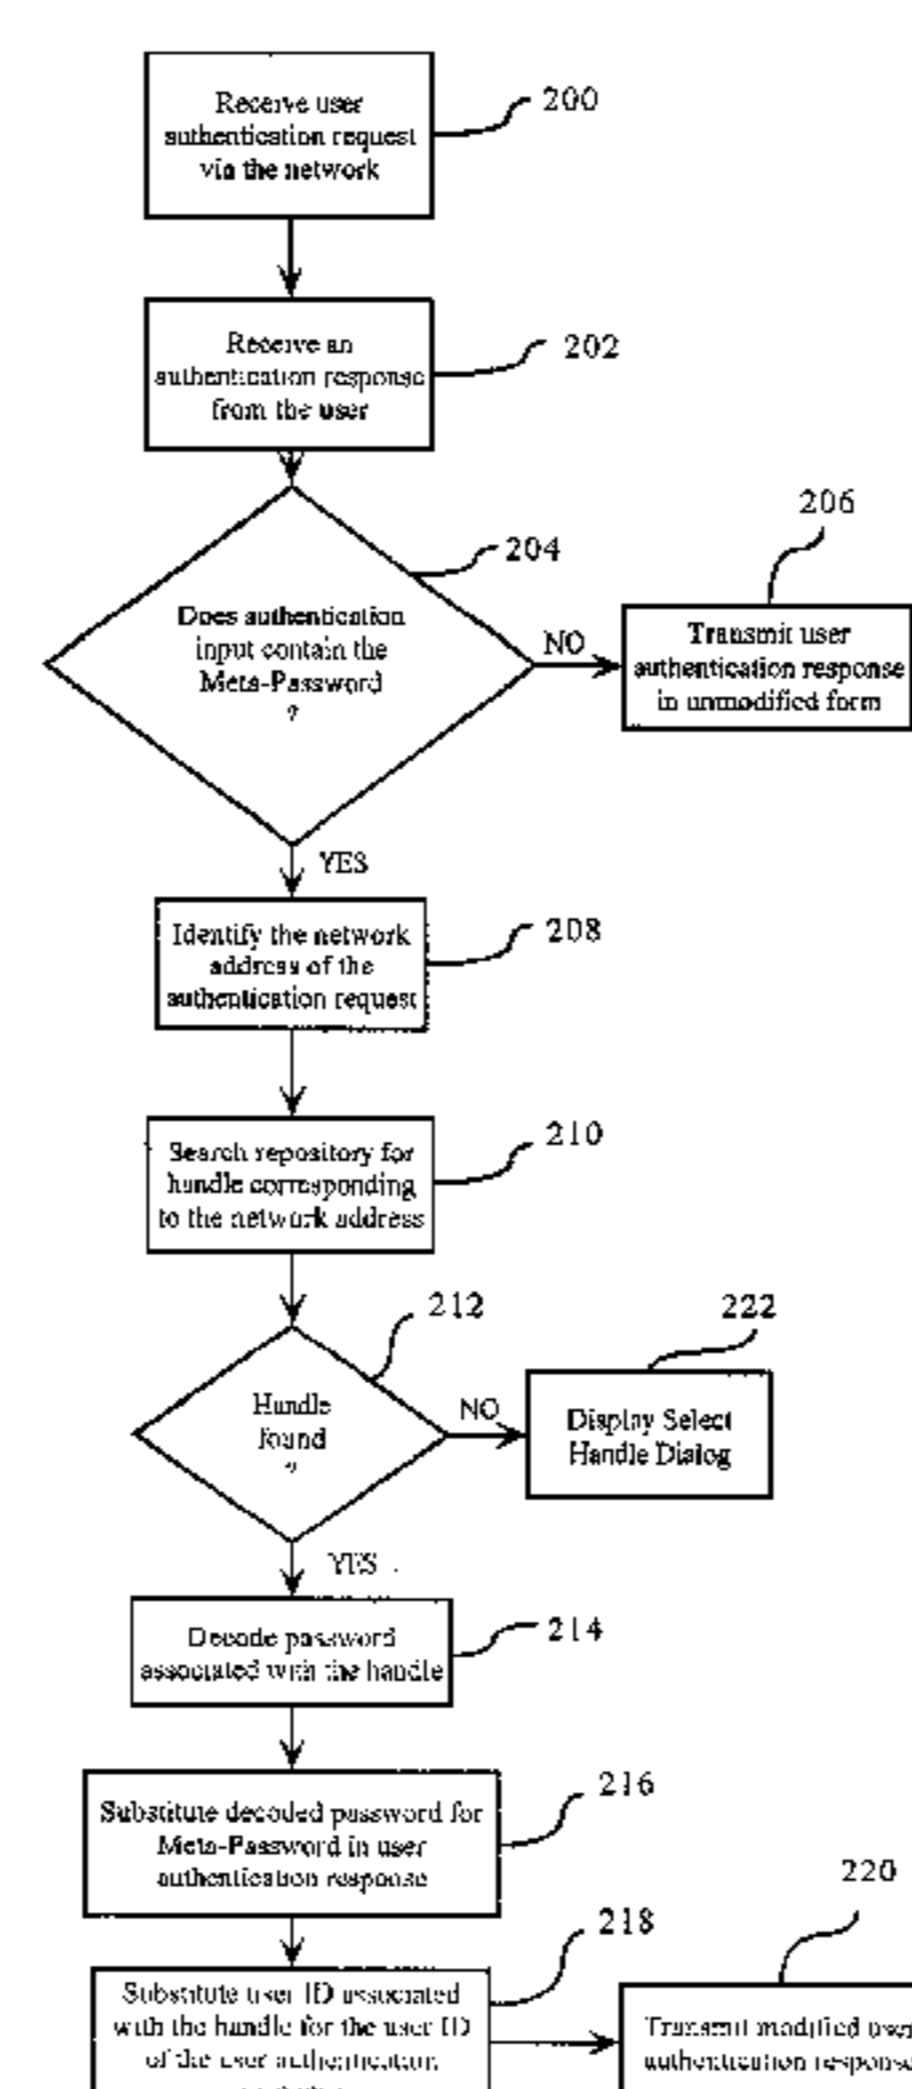 Receive user
authentication request
via the network
200
Receive an
authentication response
from the user
202
204
Does authentication
input contain the
Meta-Password
?
NO
206
Transmit user
authentication response
in unmodified form
YES
Identify the network
address of the
authentication request
208
Search repository for
handle corresponding
to the network address
210
212
Handle
found
?
NO
222
Display Select
Handle Dialog
YES
Decode password
associated with the handle
214
Substitute decoded password for
Meta-Password in user
authentication response
216
218
Substitute user ID associated
with the handle for the user ID
of the user authentication
220
Transmit modified user
authentication response